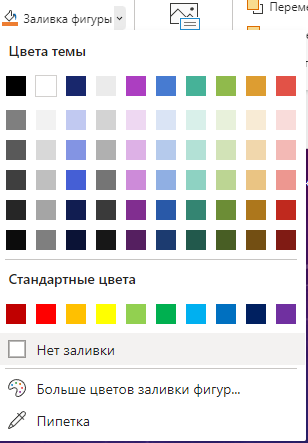 Заливка фигуры
Переме
Цвета темы
Стандартные цвета
Нет заливки
Больше цветов заливки фигур...
Пипетка